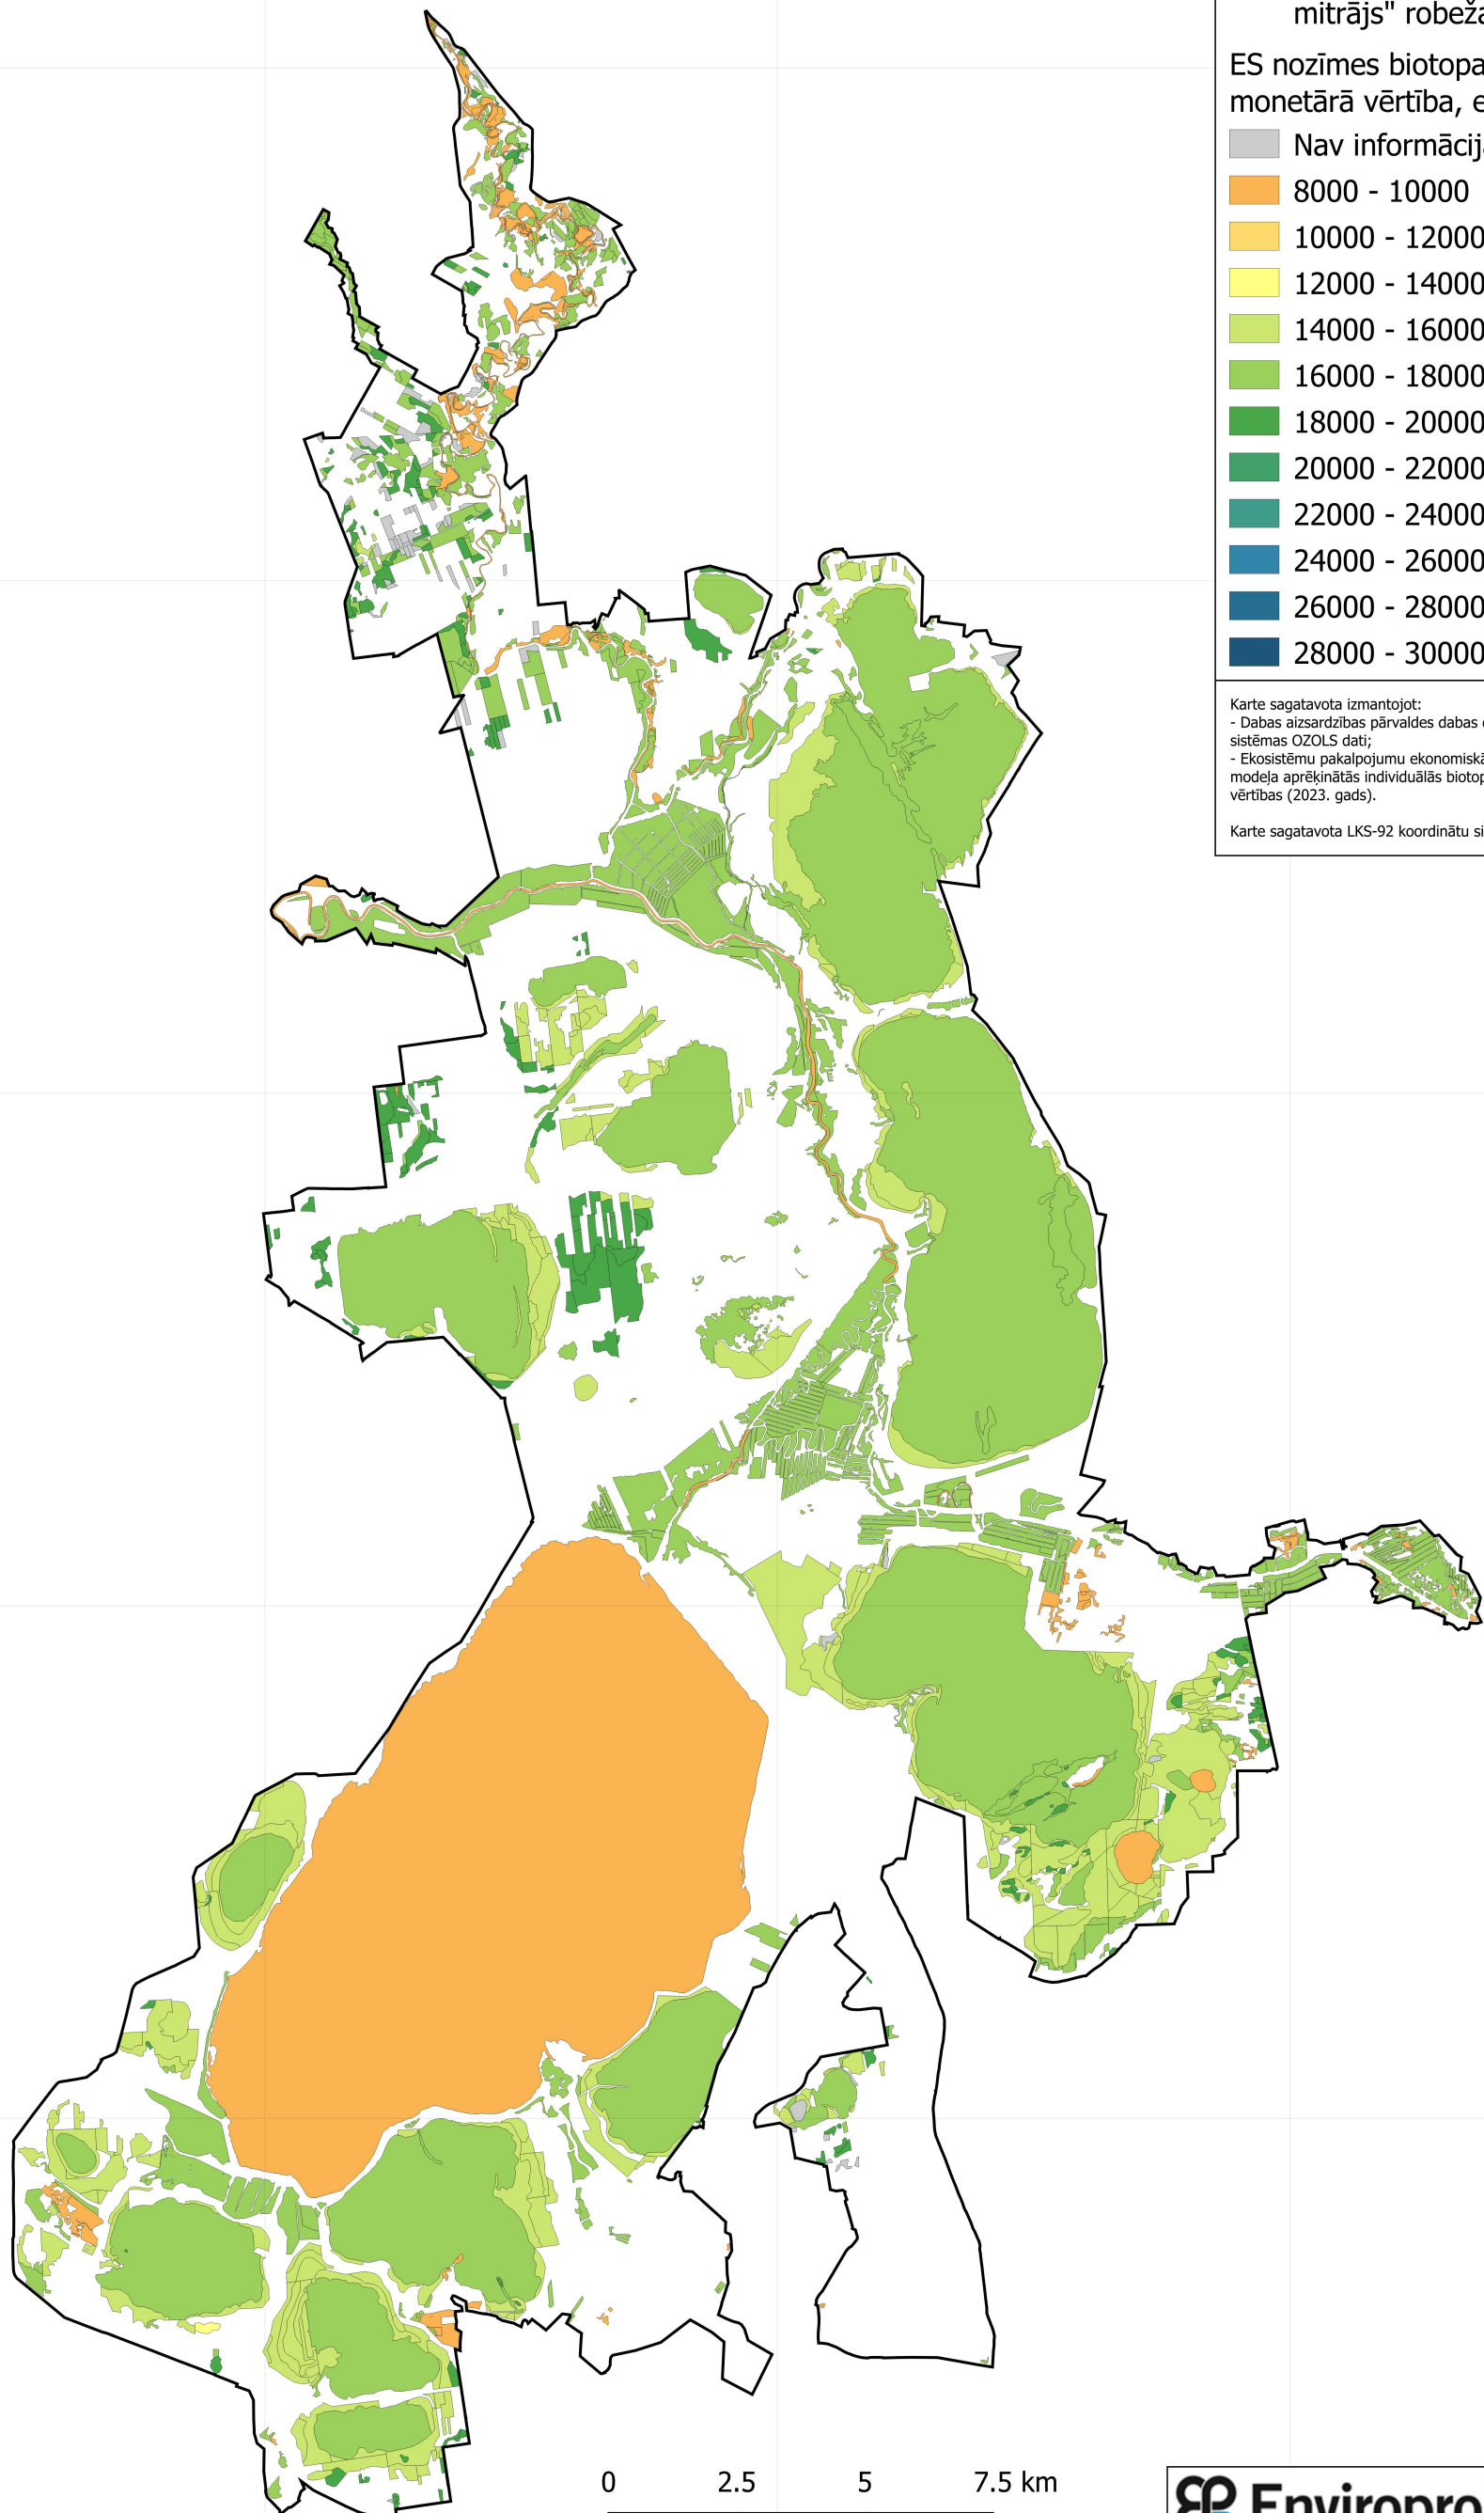 mitrājs" robeža
ES nozīmes biotopa
monetārā vērtība, e
Nav informācij
8000 - 10000
10000 - 12000
12000 - 14000
14000 - 16000
16000 - 18000
18000 - 20000
20000 - 22000
22000 - 24000
24000 - 26000
26000 - 28000
28000 - 30000
Karte sagatavota izmantojot:
- Dabas aizsardzības pārvaldes dabas
sistēmas OZOLS dati;
- Ekosistēmu pakalpojumu ekonomisk
modeļa aprēķinātās individuālās biotop
vērtības (2023. gads).
Karte sagatavota LKS-92 koordinātu si
0 2.5 5 7.5 km
Enviropro